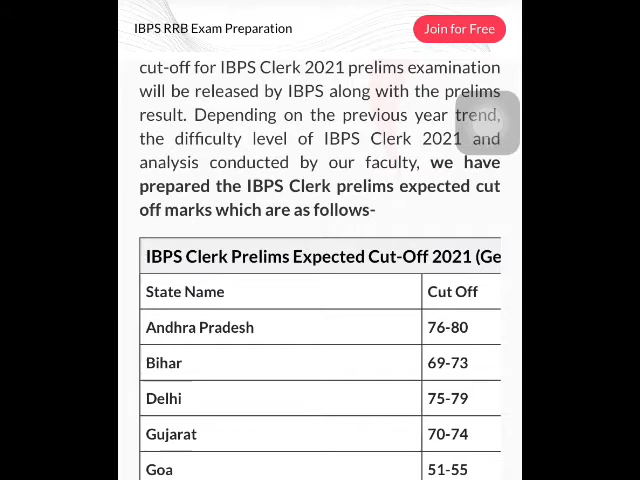 IBPS RRB Exam Preparation
Join for Free
cut-off for IBPS Clerk 2021 prelims examination
will be released by IBPS along with the prelims
result. Depending on the previous year trend,
the difficulty level of IBPS Clerk 2021 and
analysis conducted by our faculty, we have
prepared the IBPS Clerk prelims expected cut
off marks which are as follows-
IBPS Clerk Prelims Expected Cut-Off 2021 (Ge
State Name Cut Off
Andhra Pradesh 76-80
Bihar 69-73
Delhi 75-79
Gujarat 70-74
Goa 51-55